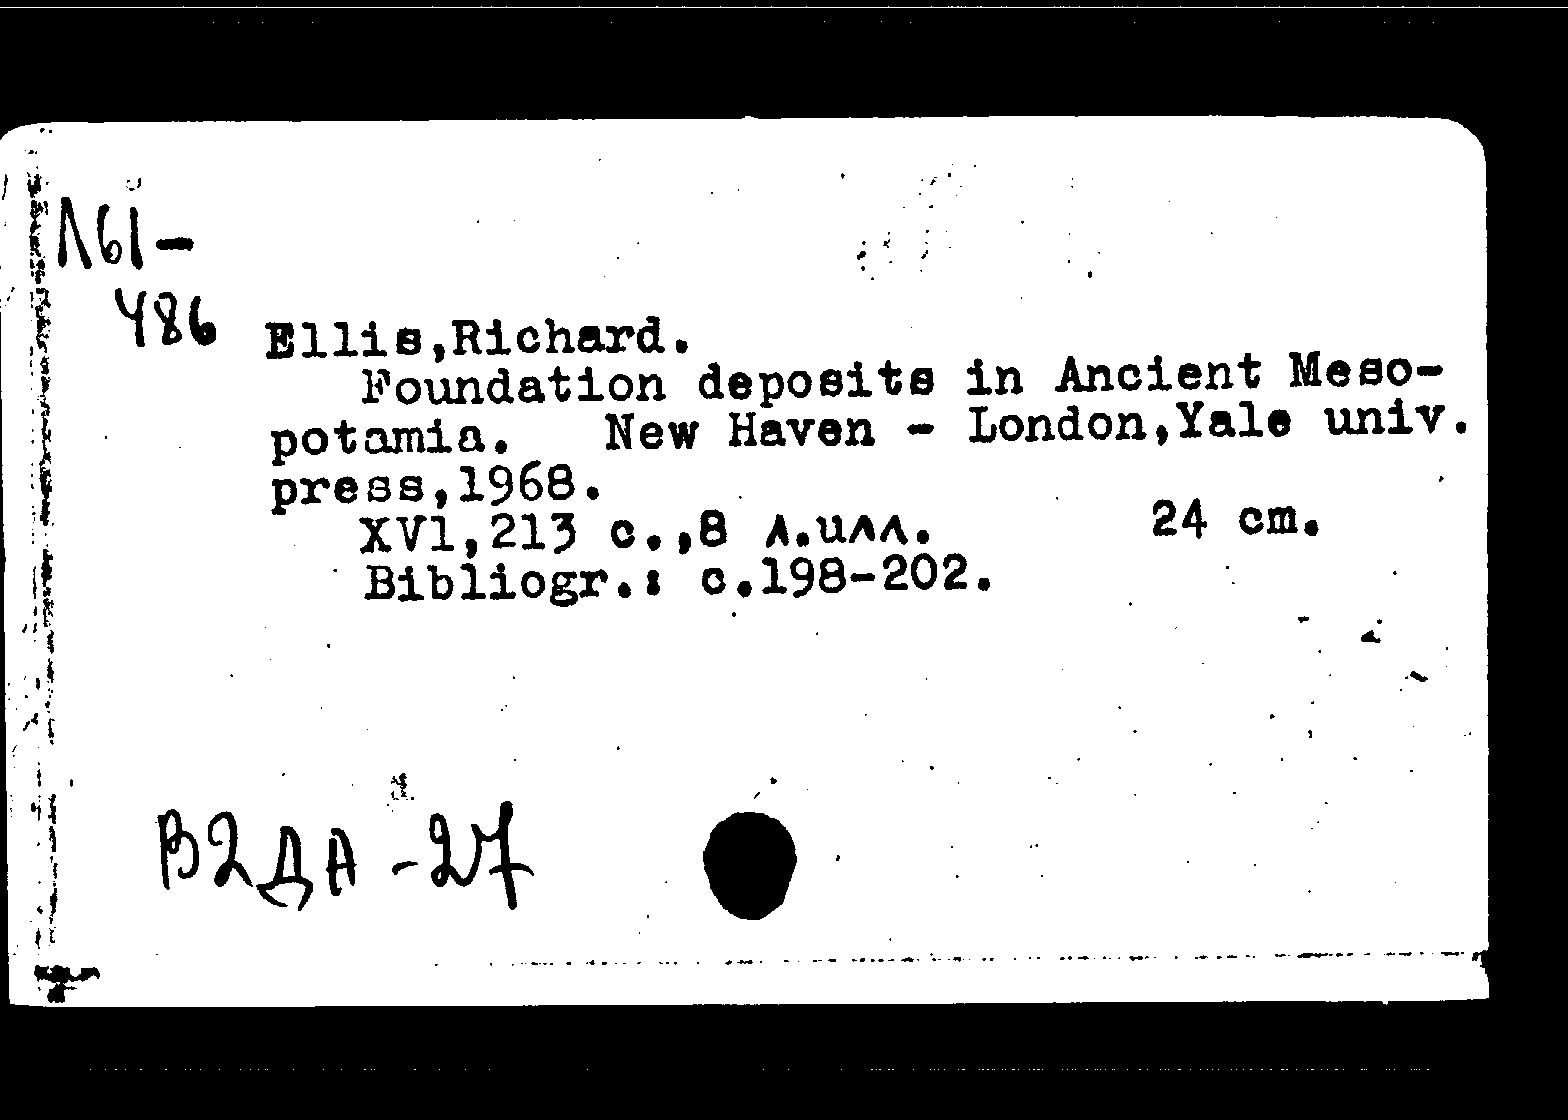 Л61-
486
Ellis,Richard.
Foundation deposits in Ancient Meso-
potamia. New Haven - London,Yale univ.
press,1968.
XVl,213 с.,8 л.илл. 24 cm.
Bibliogr.: с.198-202.
В2ДА-27